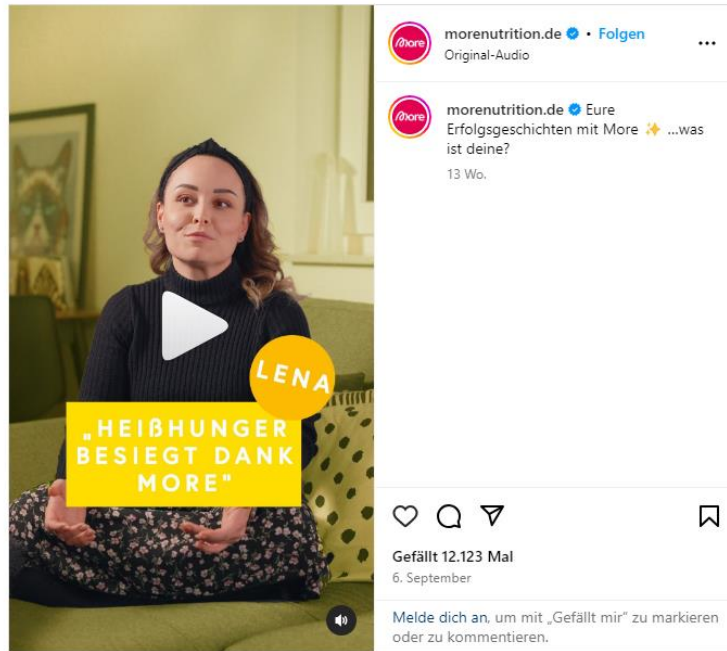 More
morenutrition.de • Folgen
Original-Audio
More
morenutrition.de Eure
Erfolgsgeschichten mit More ✨ ...was
ist deine?
13 Wo.
LENA
„HEIẞHUNGER
BESIEGT DANK
MORE"
Gefällt 12.123 Mal
6. September
Melde dich an, um mit „Gefällt mir“ zu markieren
oder zu kommentieren.